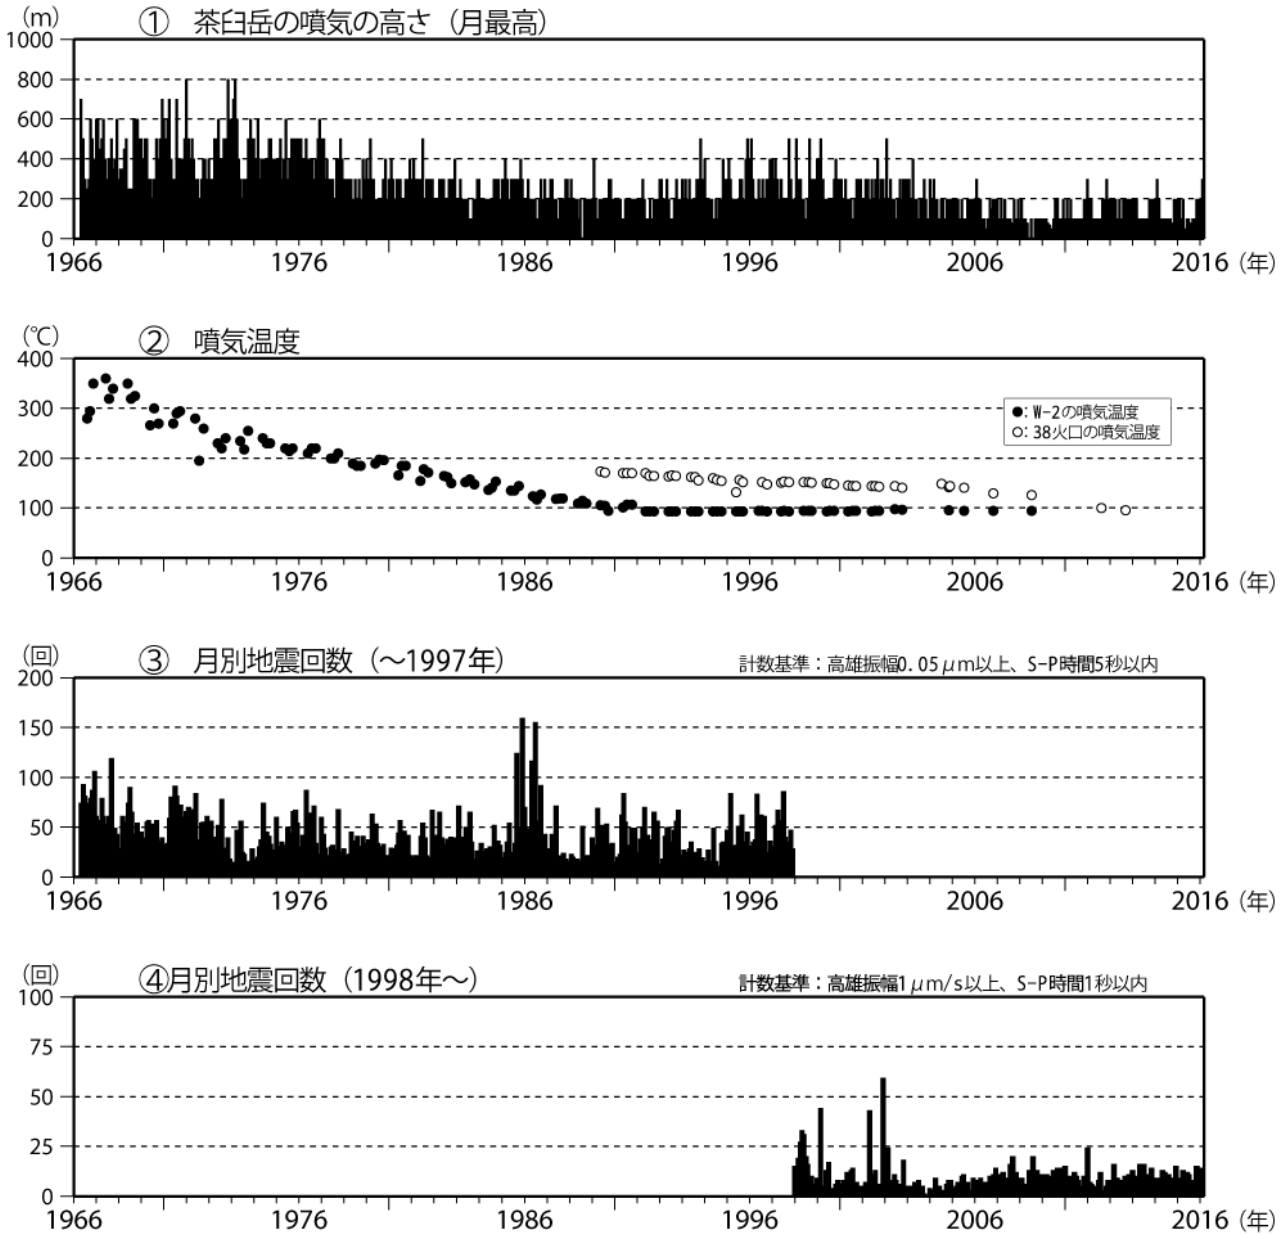 (m)
① 茶臼岳の噴気の高さ（月最高）
1000
800
600
400
200
0
1966 1976 1986 1996 2006 2016 (年)
(℃)
② 噴気温度
400
300
200
100
0
●: W-2の噴気温度
○: 38火口の噴気温度
1966 1976 1986 1996 2006 2016 (年)
(回)
③ 月別地震回数（～1997年）
計数基準：高雄振幅0.05μm以上、S-P時間5秒以内
200
150
100
50
0
1966 1976 1986 1996 2006 2016 (年)
(回)
④月別地震回数（1998年～）
計数基準：高雄振幅1μm/s以上、S-P時間1秒以内
100
75
50
25
0
1966 1976 1986 1996 2006 2016 (年)